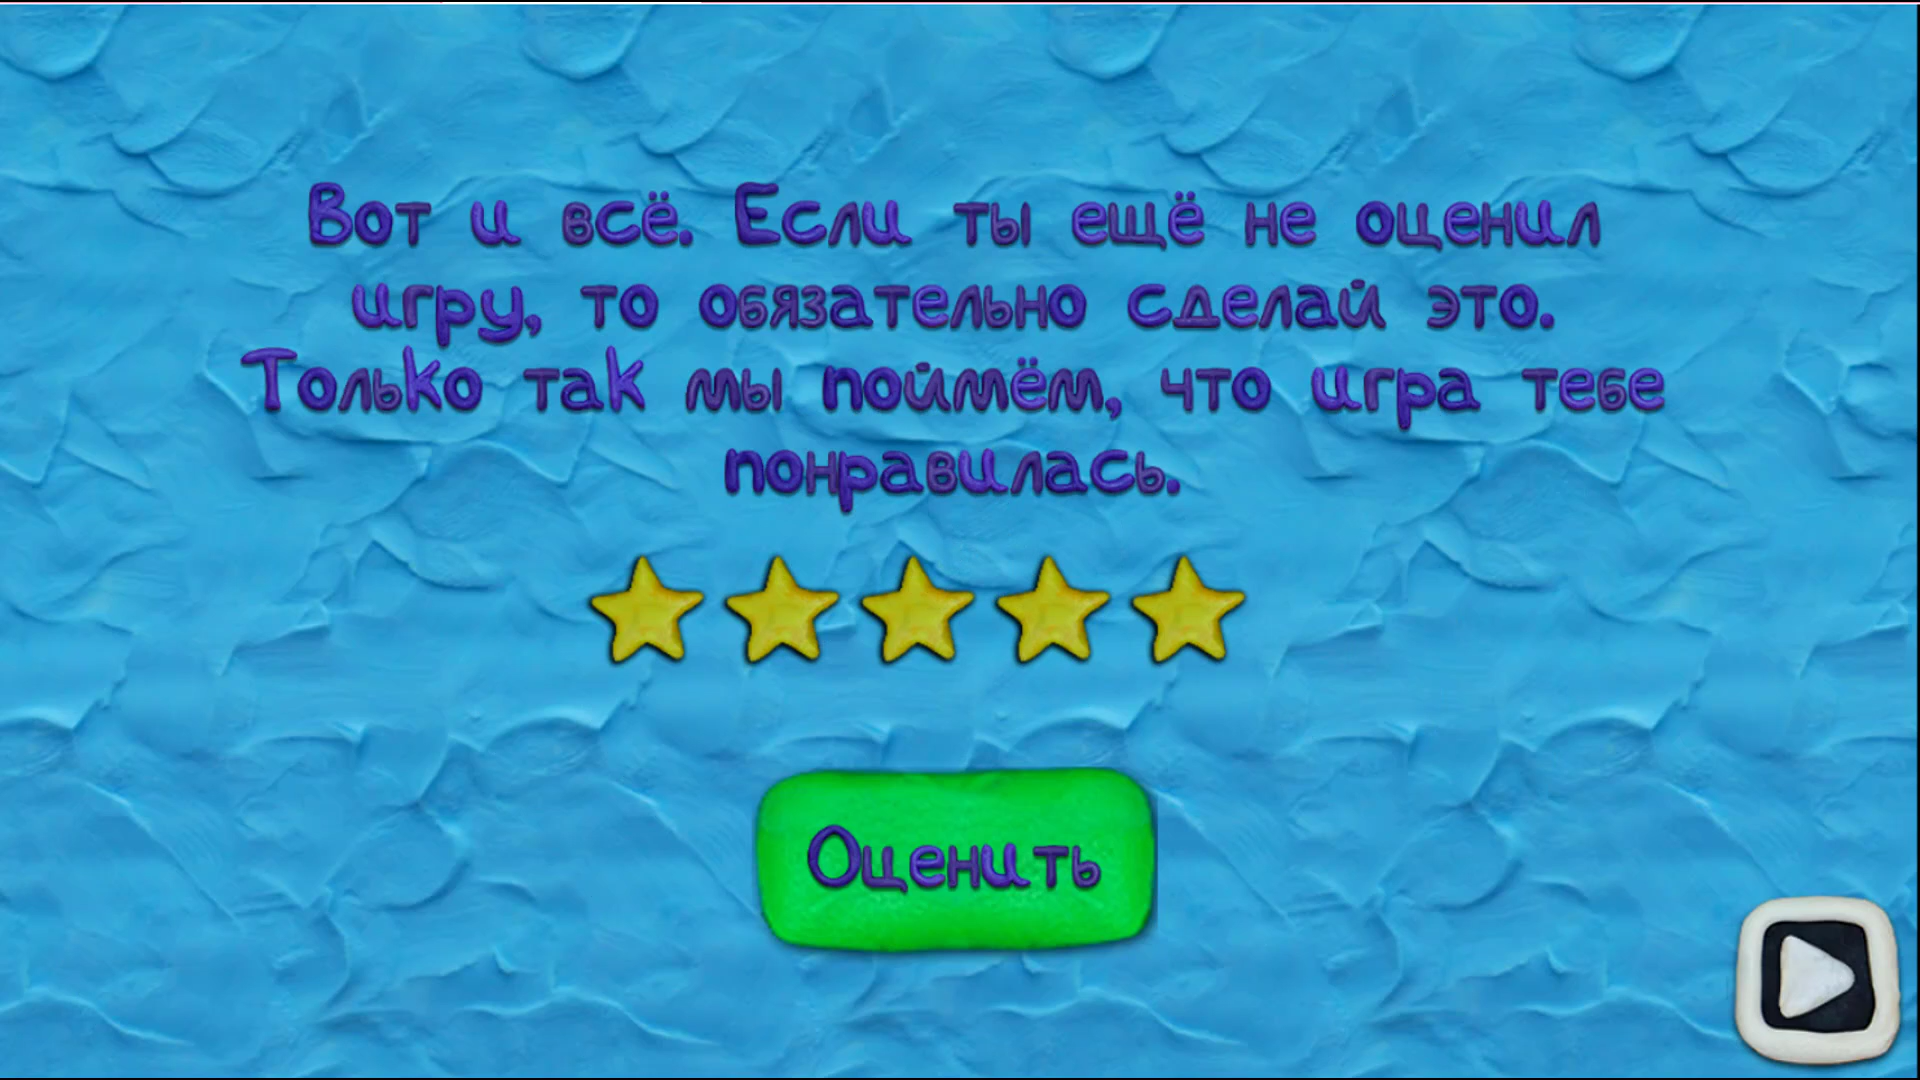 Вот и всё. Если ты ещё не оценил
игру, то обязательно сделай это.
Только так мы поймём, что игра тебе
понравилась.
Оценить